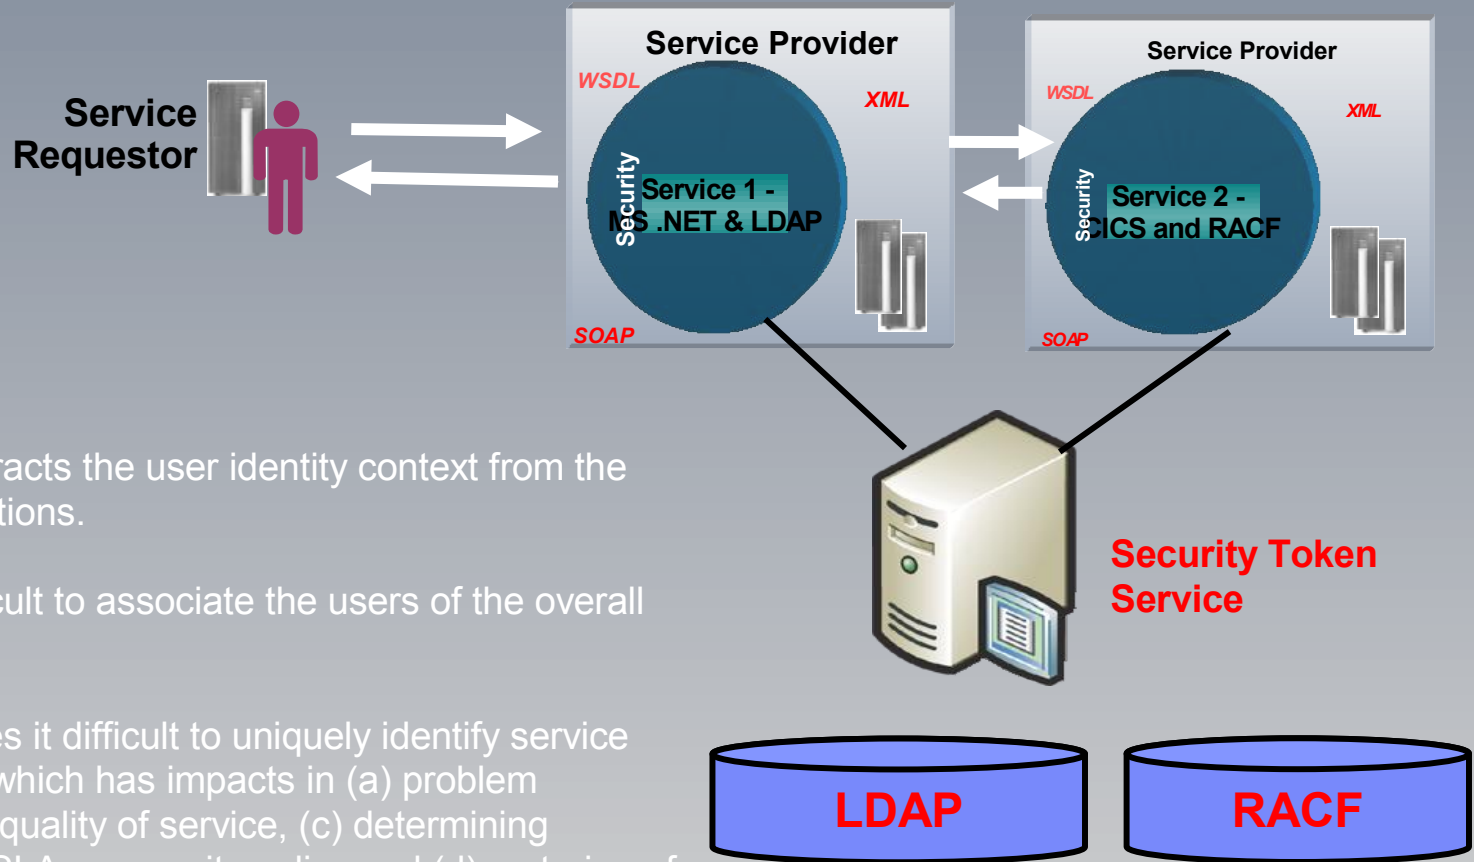 Service Provider
WSDL
XML
Security
Service 1 -
MS .NET & LDAP
SOAP
Service Provider
WSDL
XML
Security
Service 2 -
CICS and RACF
SOAP
Service
Requestor
racts the user identity context from the
tions.
cult to associate the users of the overall
es it difficult to uniquely identify service
which has impacts in (a) problem
quality of service, (c) determining
Security Token
Service
LDAP
RACF